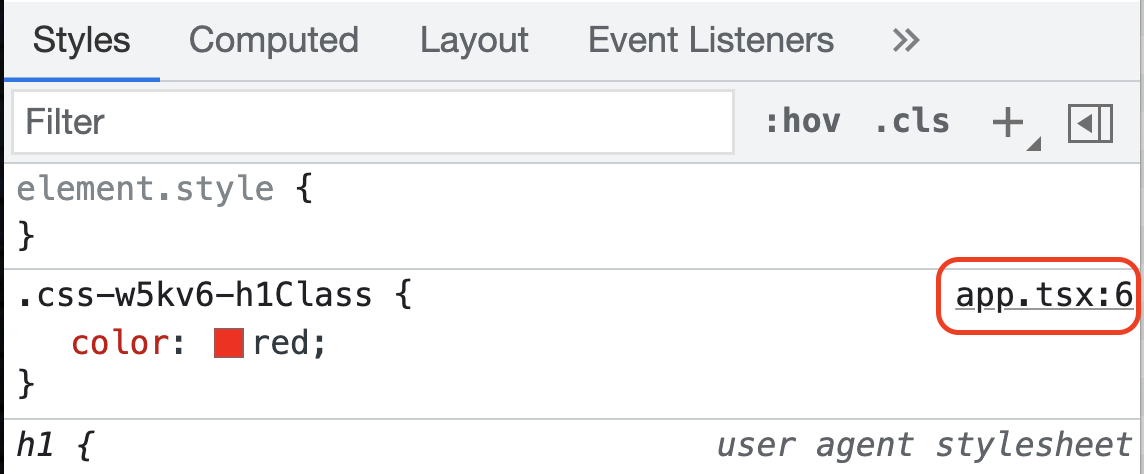 Styles Computed Layout Event Listeners »
Filter :hov .cls +
element.style {
}
.css-w5kv6-h1Class { app.tsx:6
color: red;
}
h1 { user agent stylesheet